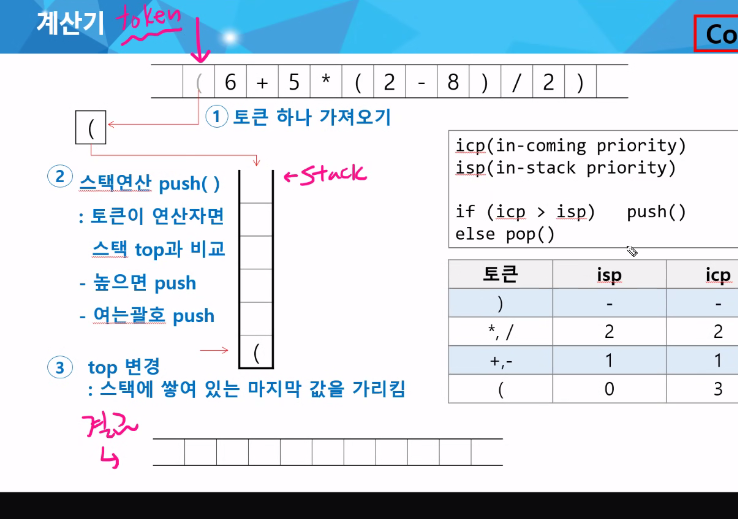 계산기 token
Co
( 6 + 5 * ( 2 - 8 ) / 2 )
(
① 토큰 하나 가져오기
icp(in-coming priority)
isp(in-stack priority)
if (icp > isp) push()
else pop()
② 스택연산 push( )
←Stack
: 토큰이 연산자면
스택 top과 비교
- 높으면 push
- 여는괄호 push
(
토큰 isp icp
) - -
*, / 2 2
+,- 1 1
( 0 3
③ top 변경
: 스택에 쌓여 있는 마지막 값을 가리킴
결과